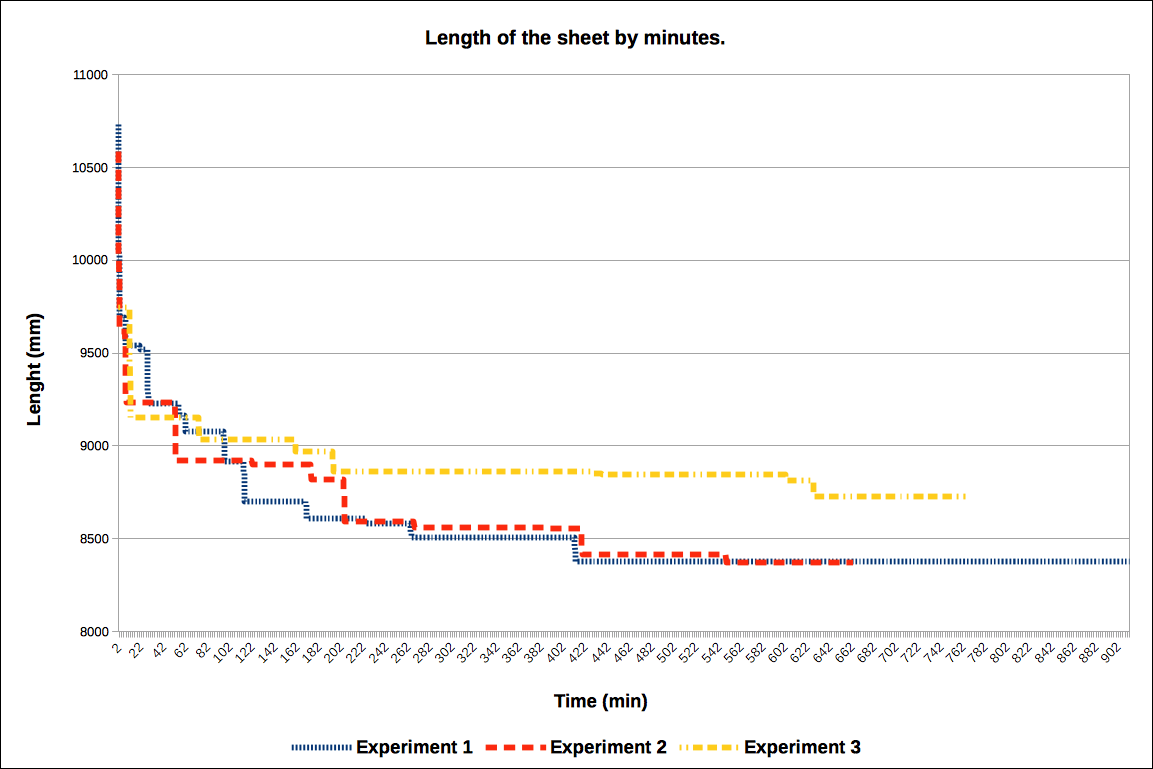 Length of the sheet by minutes.
11000
10500
10000
9500
9000
8500
8000
Lenght (mm)
2 22 42 62 82 102 122 142 162 182 202 222 242 262 282 302 322 342 362 382 402 422 442 462 482 502 522 542 562 582 602 622 642 662 682 702 722 742 762 782 802 822 842 862 882 902
Time (min)
Experiment 1 Experiment 2 Experiment 3